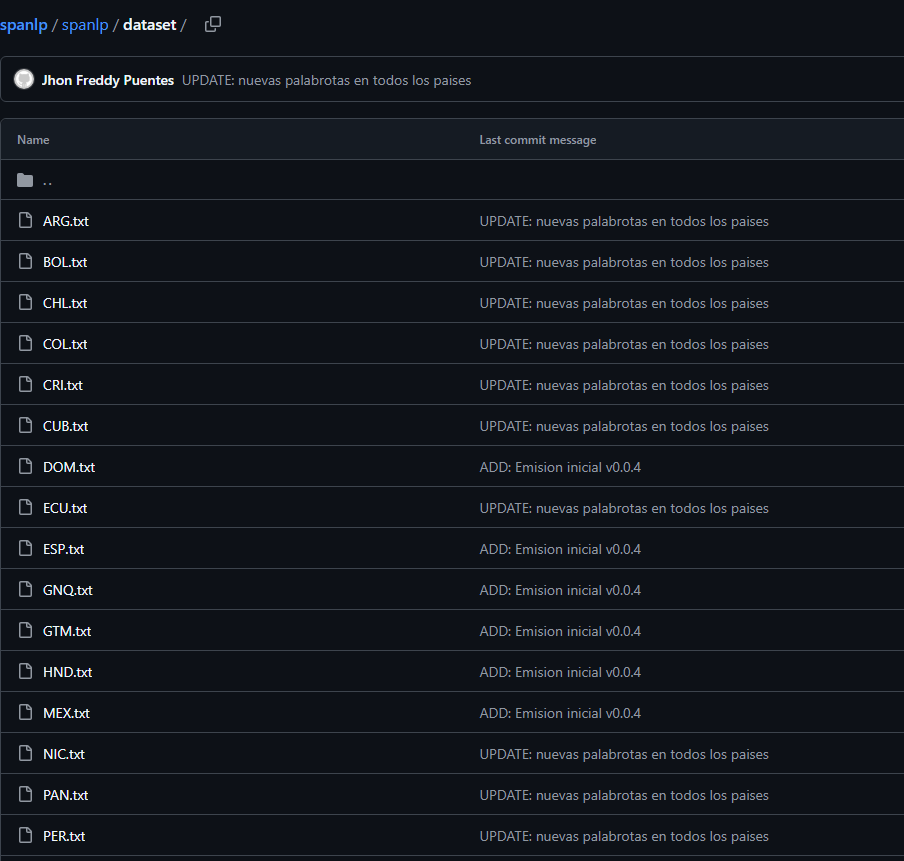 spanlp / spanlp / dataset /
Jhon Freddy Puentes UPDATE: nuevas palabrotas en todos los paises
Name Last commit message
..
ARG.txt UPDATE: nuevas palabrotas en todos los paises
BOL.txt UPDATE: nuevas palabrotas en todos los paises
CHL.txt UPDATE: nuevas palabrotas en todos los paises
COL.txt UPDATE: nuevas palabrotas en todos los paises
CRI.txt UPDATE: nuevas palabrotas en todos los paises
CUB.txt UPDATE: nuevas palabrotas en todos los paises
DOM.txt ADD: Emision inicial v0.0.4
ECU.txt UPDATE: nuevas palabrotas en todos los paises
ESP.txt ADD: Emision inicial v0.0.4
GNQ.txt ADD: Emision inicial v0.0.4
GTM.txt ADD: Emision inicial v0.0.4
HND.txt ADD: Emision inicial v0.0.4
MEX.txt ADD: Emision inicial v0.0.4
NIC.txt UPDATE: nuevas palabrotas en todos los paises
PAN.txt UPDATE: nuevas palabrotas en todos los paises
PER.txt UPDATE: nuevas palabrotas en todos los paises